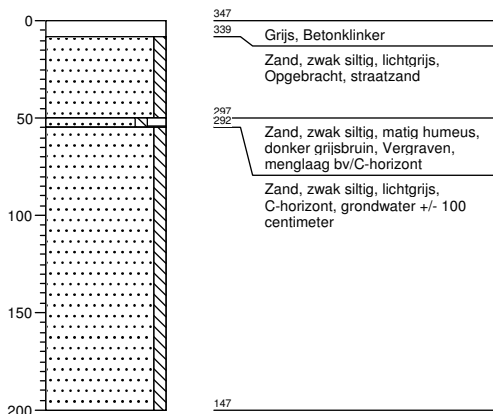 0
50
100
150
200
347
339
Grijs, Betonklinker
Zand, zwak siltig, lichtgrijs,
Opgebracht, straatzand
297
292
Zand, zwak siltig, matig humeus,
donker grijsbruin, Vergraven,
menglaag bv/C-horizont
Zand, zwak siltig, lichtgrijs,
C-horizont, grondwater +/- 100
centimeter
147